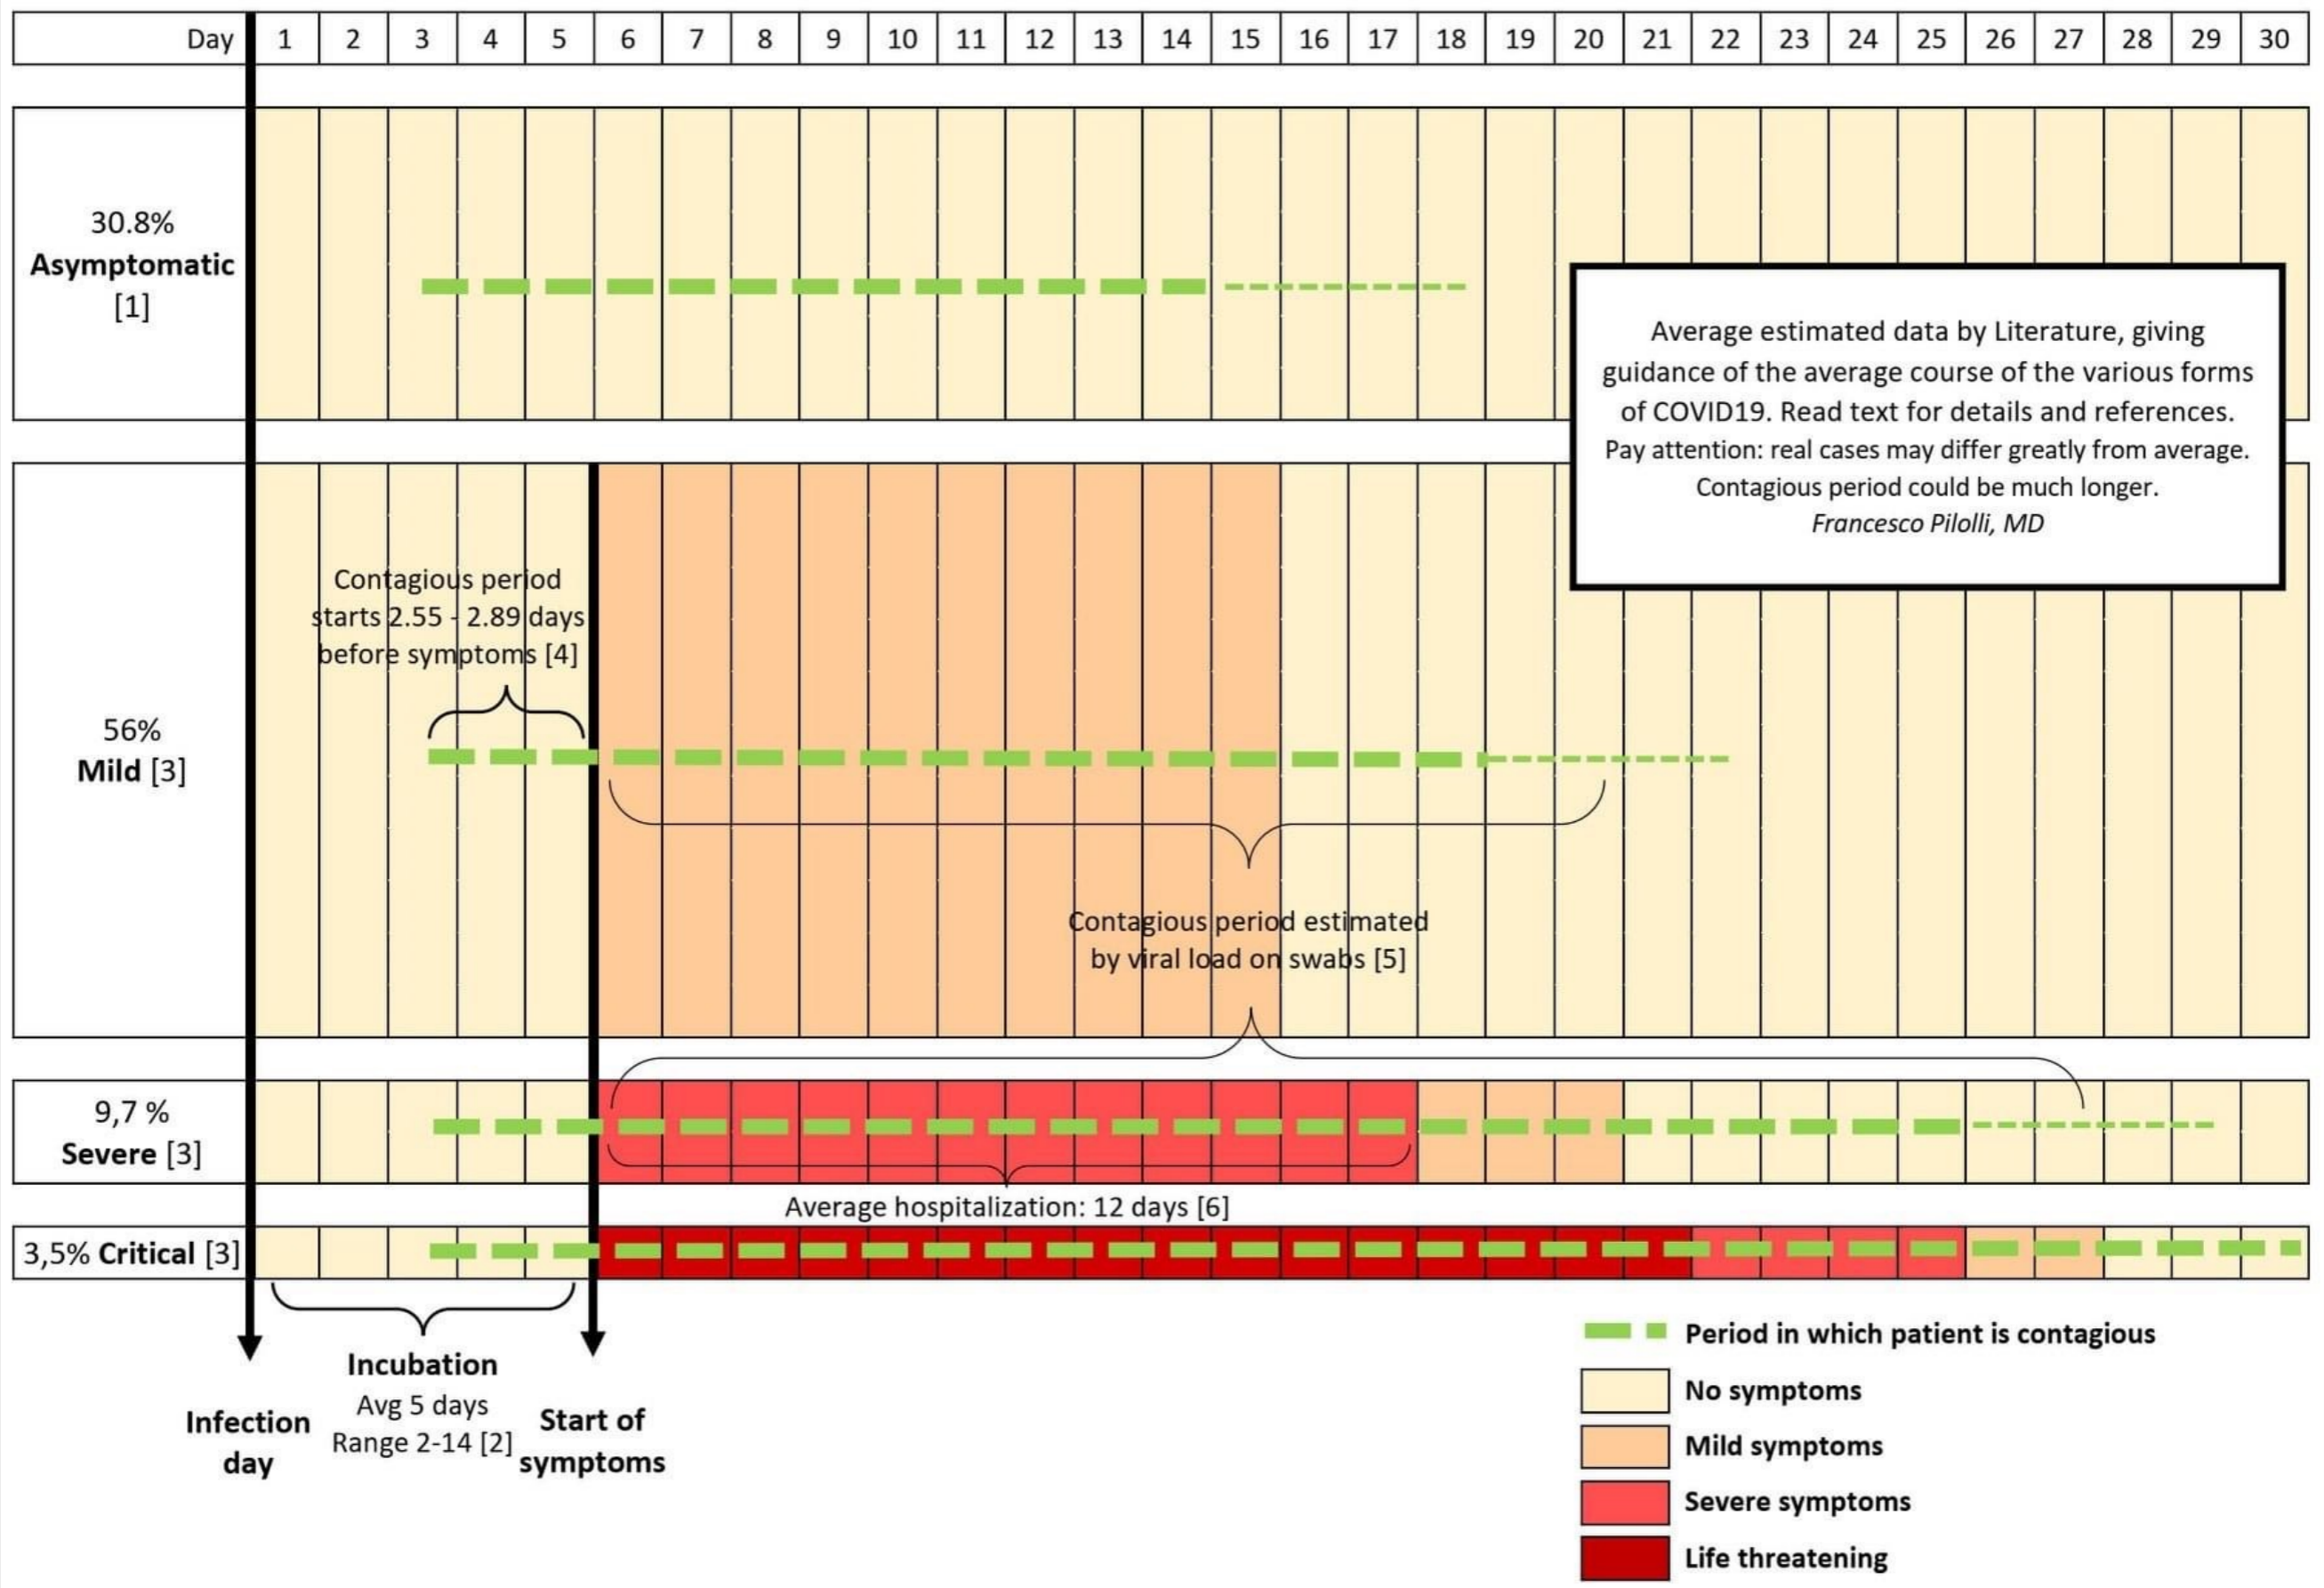 Day 1 2 3 4 5 6 7 8 9 10 11 12 13 14 15 16 17 18 19 20 21 22 23 24 25 26 27 28 29 30
30.8%
Asymptomatic
[1]
Average estimated data by Literature, giving
guidance of the average course of the various forms
of COVID19. Read text for details and references.
Pay attention: real cases may differ greatly from average.
Contagious period could be much longer.
Francesco Pilolli, MD
56%
Mild [3]
Contagious period
starts 2.55 - 2.89 days
before symptoms [4]
Contagious period estimated
by viral load on swabs [5]
9,7 %
Severe [3]
Average hospitalization: 12 days [6]
3,5% Critical [3]
Infection
day
Incubation
Avg 5 days
Range 2-14 [2]
Start of
symptoms
Period in which patient is contagious
No symptoms
Mild symptoms
Severe symptoms
Life threatening